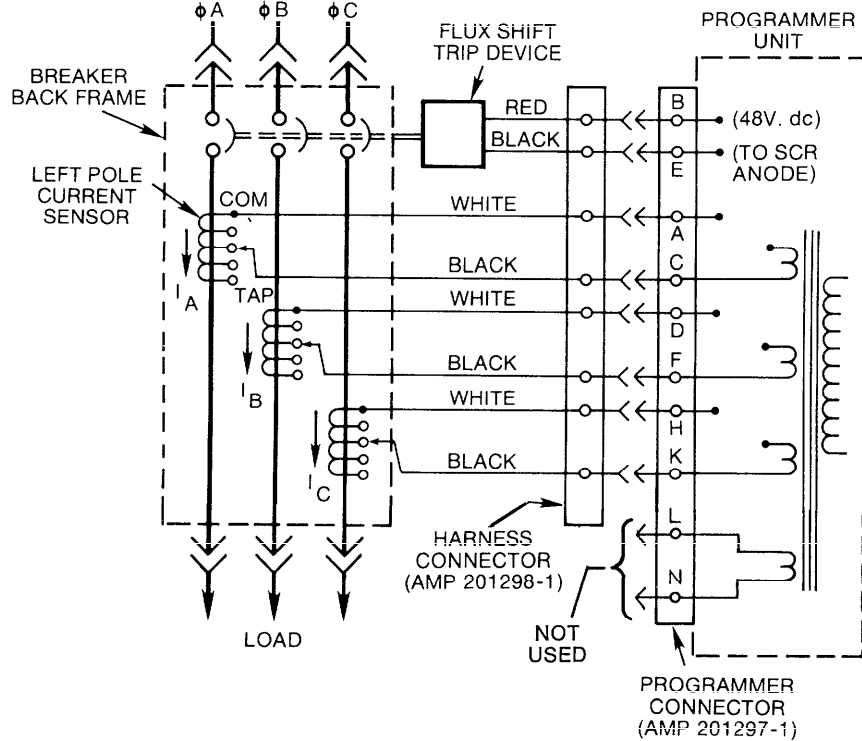 ϕA
ϕB
ϕC
PROGRAMMER
UNIT
FLUX SHIFT
TRIP DEVICE
BREAKER
BACK FRAME
RED
B
(48V. dc)
BLACK
E
(TO SCR
ANODE)
LEFT POLE
CURRENT
SENSOR
COM
WHITE
A
BLACK
C
I A
TAP
WHITE
D
BLACK
F
I B
WHITE
H
BLACK
K
I C
L
HARNESS
CONNECTOR
(AMP 201298-1)
N
NOT
USED
LOAD
PROGRAMMER
CONNECTOR
(AMP 201297-1)